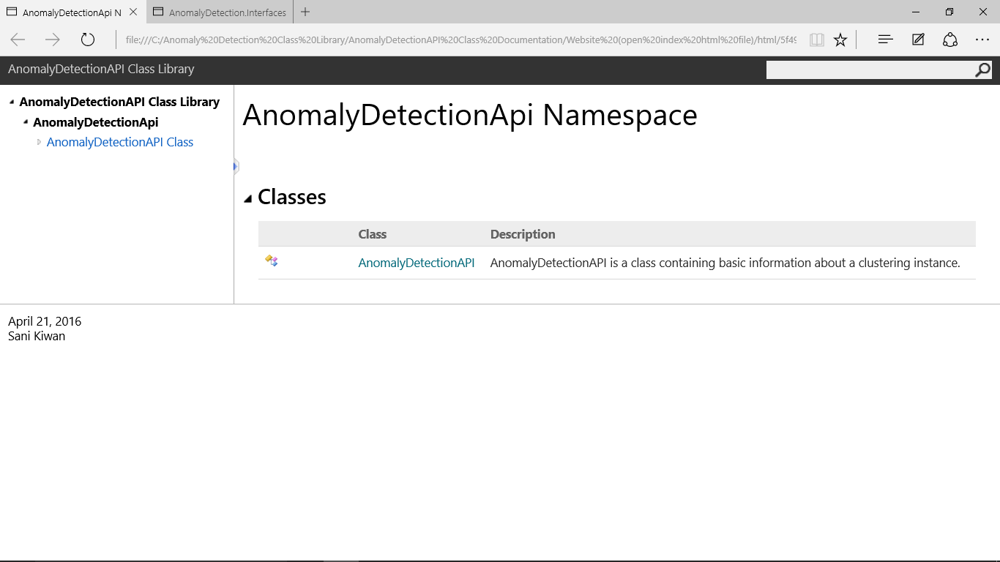 AnomalyDetectionApi N
AnomalyDetection.Interfaces
file:///C:/Anomaly%20Detection%20Class%20Library/AnomalyDetectionAPI%20Class%20Documentation/Website%20(open%20index%20html%20file)/html/5f49
AnomalyDetectionAPI Class Library
AnomalyDetectionAPI Class Library
AnomalyDetectionApi
AnomalyDetectionAPI Class
AnomalyDetectionApi Namespace
Classes
Class Description
AnomalyDetectionAPI AnomalyDetectionAPI is a class containing basic information about a clustering instance.
April 21, 2016
Sani Kiwan